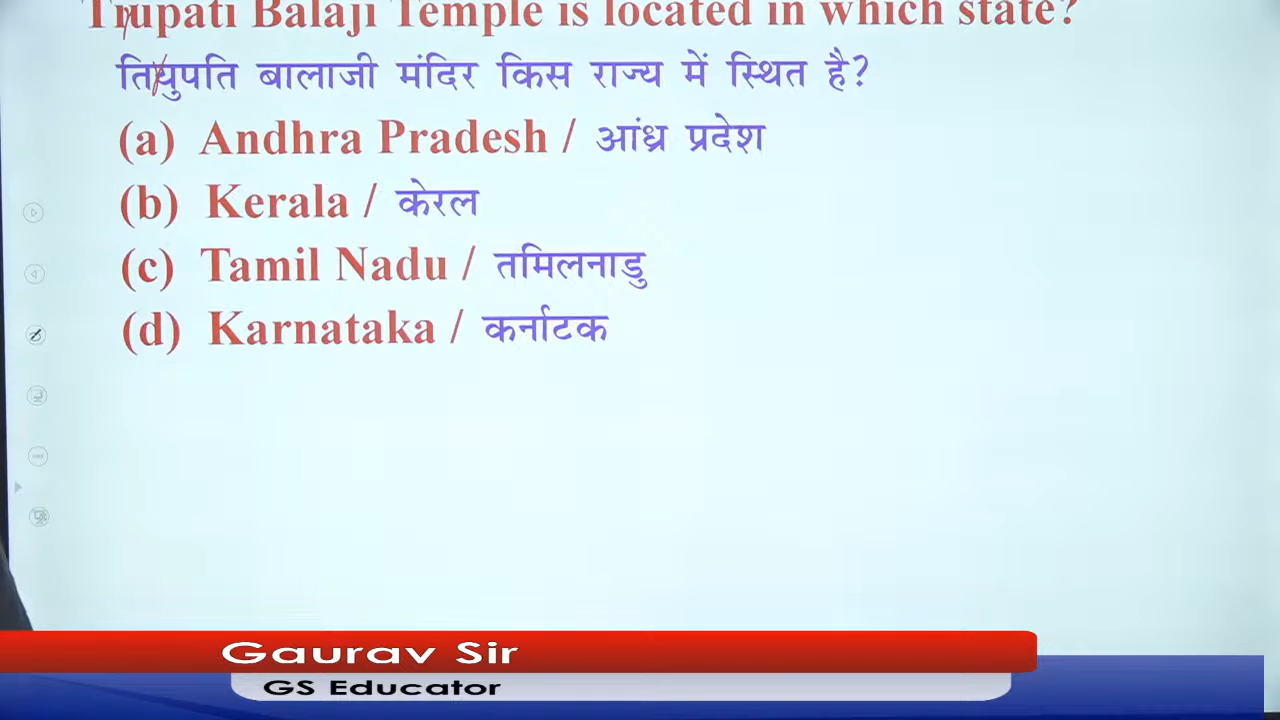 Trupati Balaji Temple is located in which state?
तिथुपति बालाजी मंदिर किस राज्य में स्थित है?
(a) Andhra Pradesh / आंध्र प्रदेश
(b) Kerala / केरल
(c) Tamil Nadu / तमिलनाडु
(d) Karnataka / कर्नाटक
Gaurav Sir
GS Educator